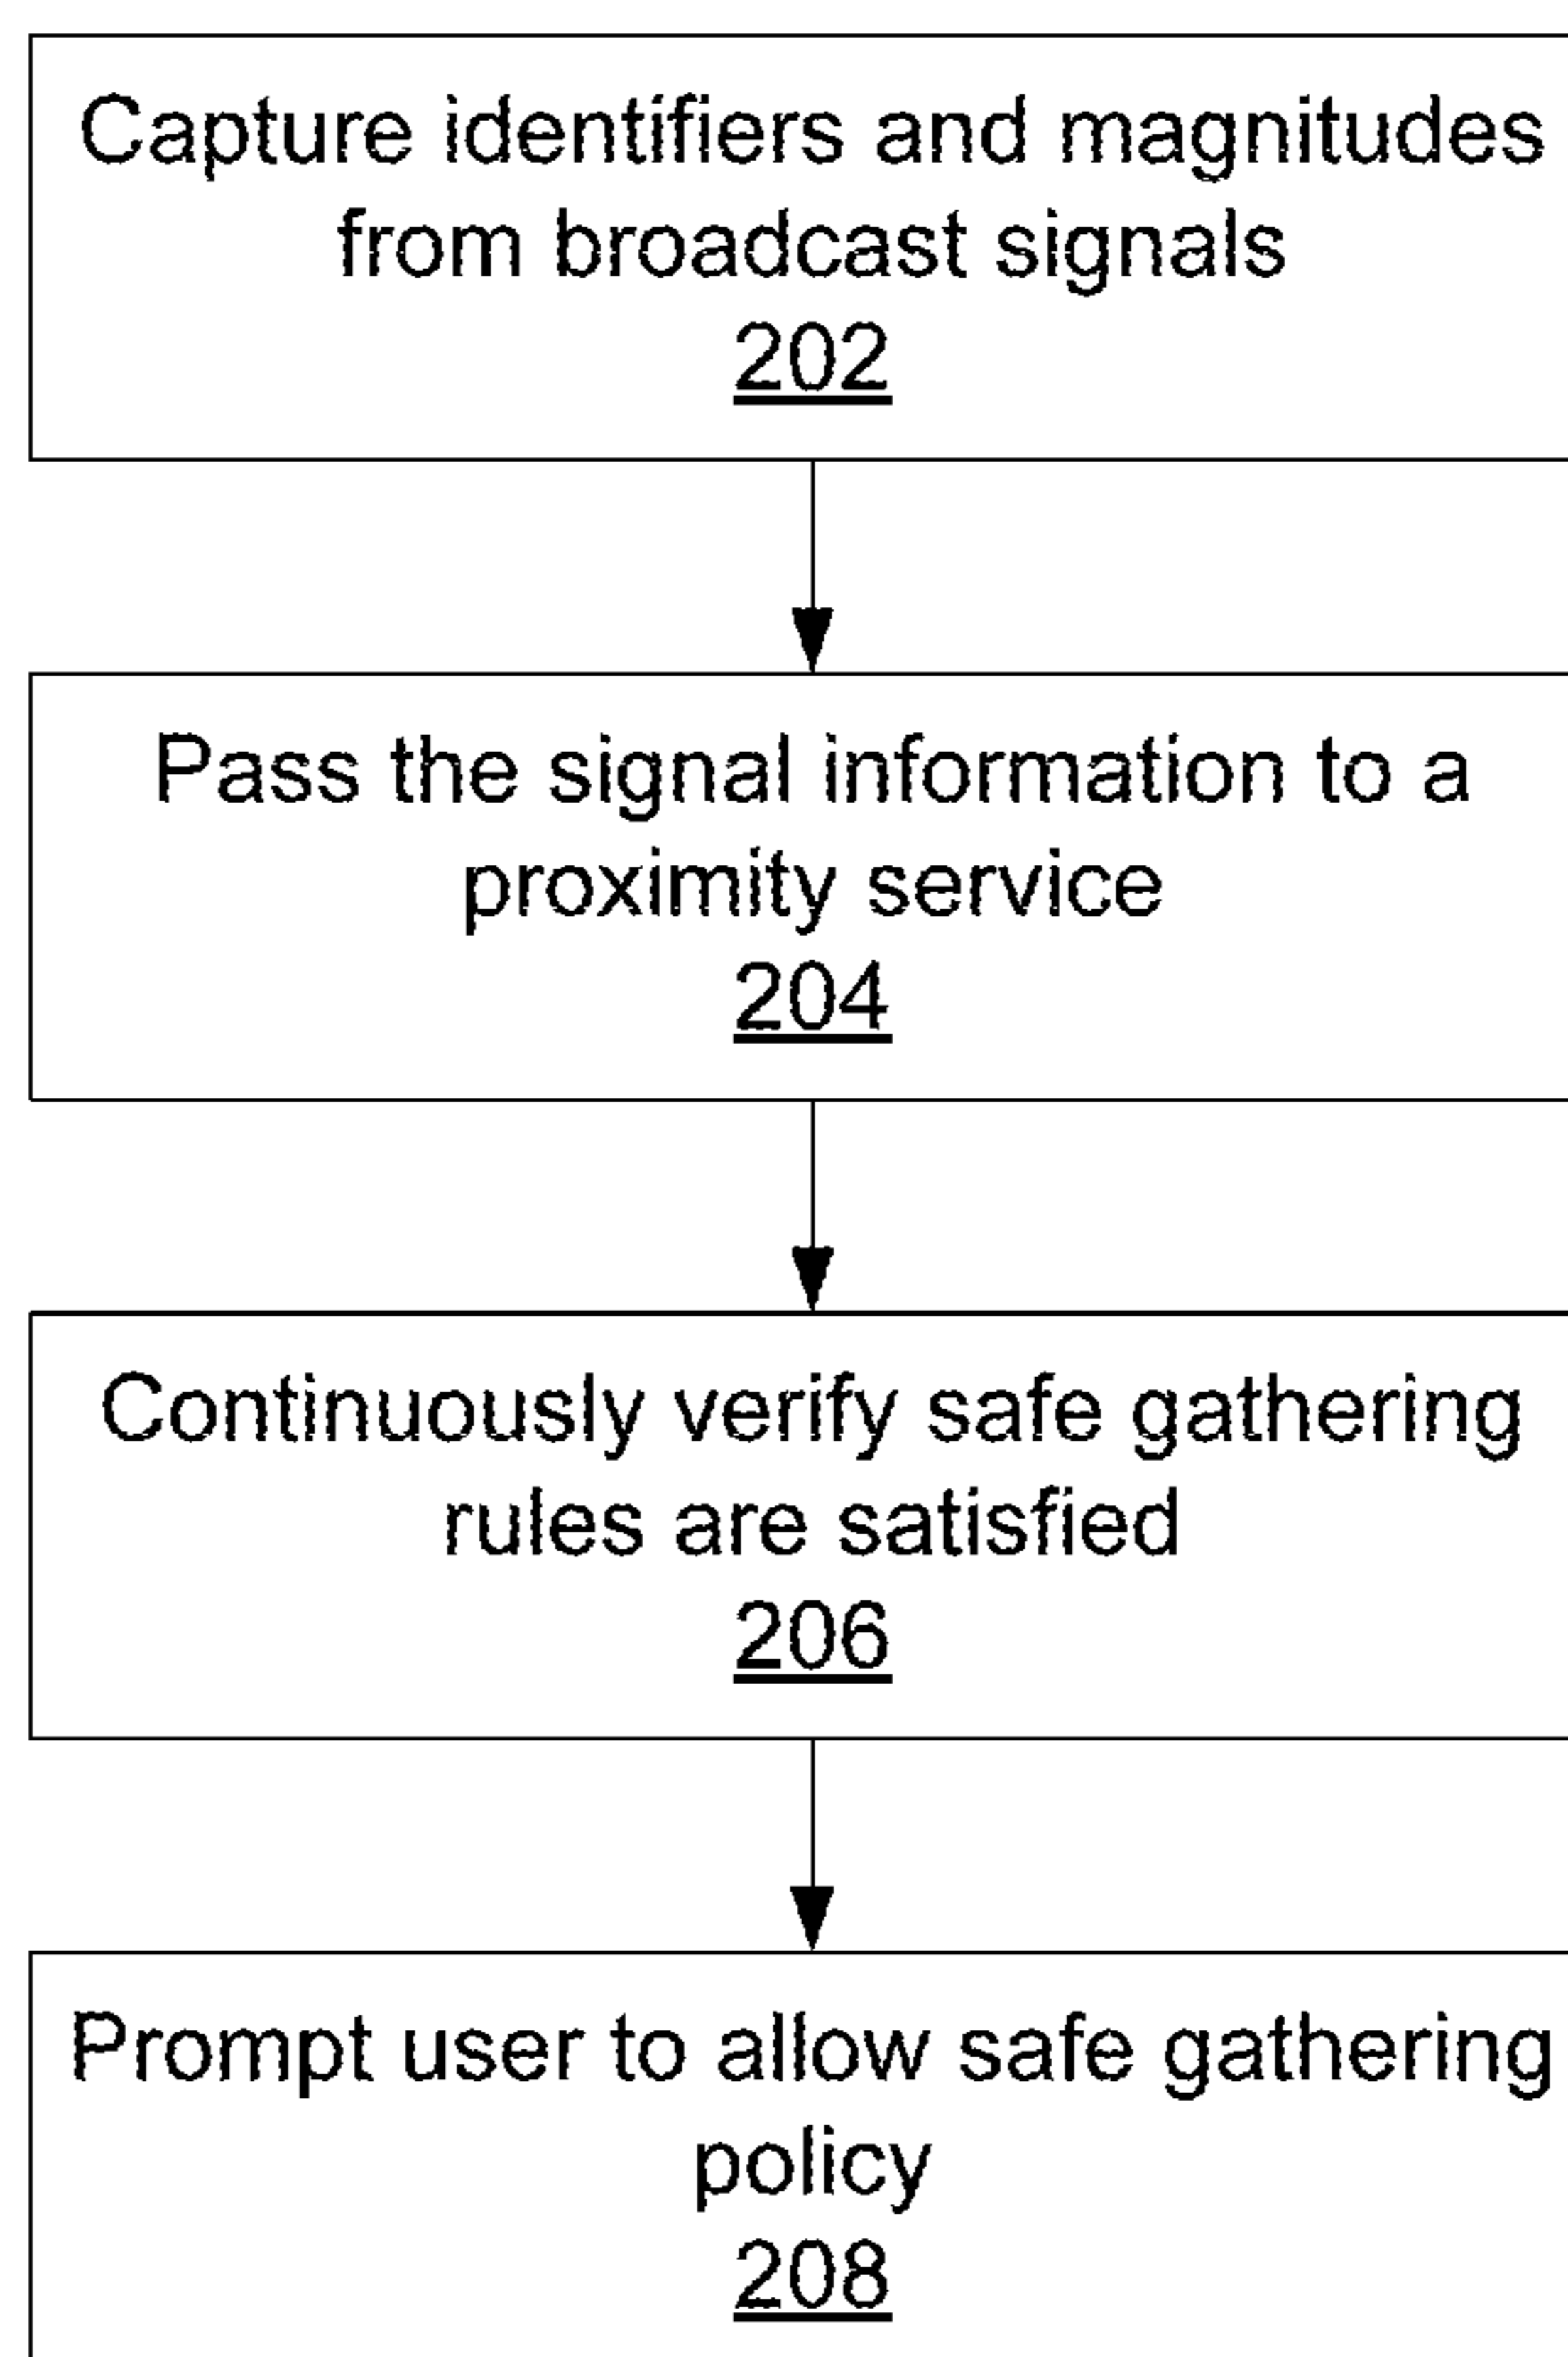 Capture identifiers and magnitudes
from broadcast signals
202
Pass the signal information to a
proximity service
204
Continuously verify safe gathering
rules are satisfied
206
Prompt user to allow safe gathering
policy
208